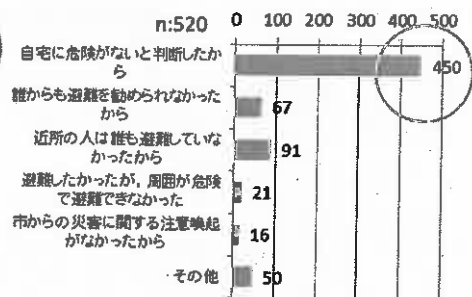 n:520
0 100 200 300 400 500
自宅に危険がないと判断したか
ら
450
誰からも避難を勧められなかった
から
67
近所の人は誰も避難していな
かったから
91
避難したかったが，周囲が危険
で避難できなかった
21
市からの災害に関する注意喚起
がなかったから
16
その他
50